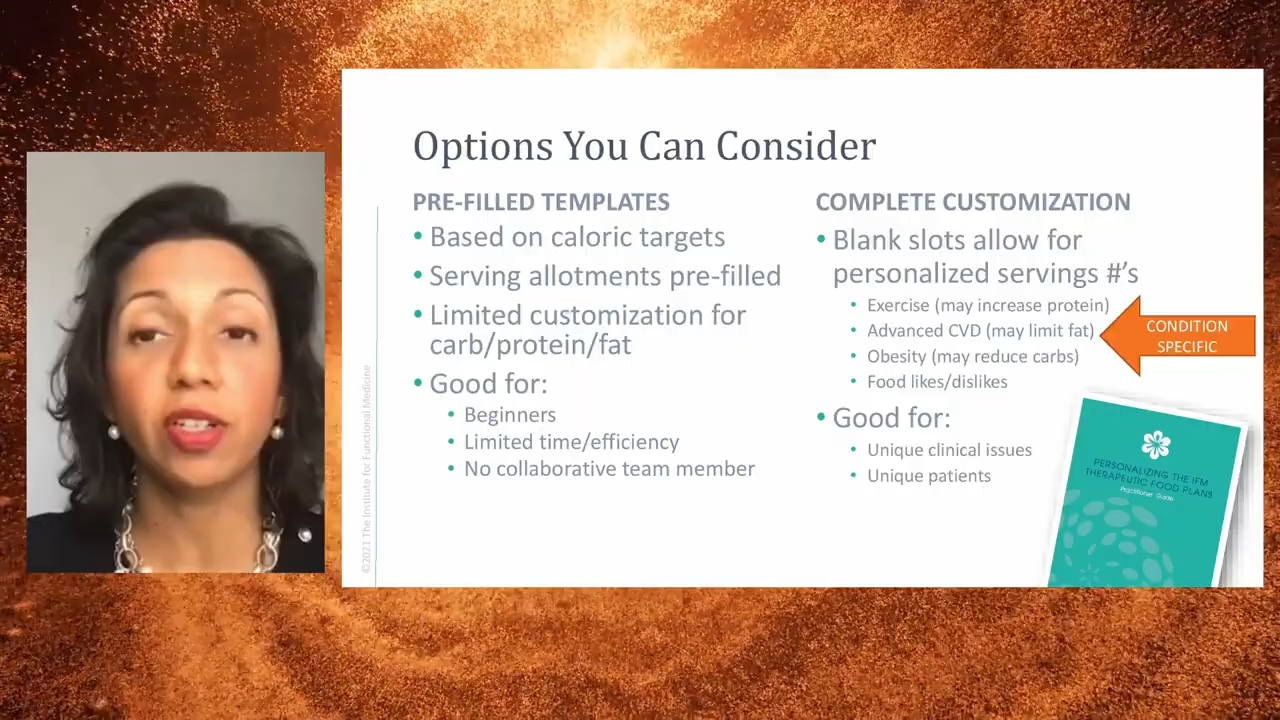 Options You Can Consider
PRE-FILLED TEMPLATES
• Based on caloric targets
• Serving allotments pre-filled
• Limited customization for
carb/protein/fat
• Good for:
• Beginners
• Limited time/efficiency
• No collaborative team member
COMPLETE CUSTOMIZATION
• Blank slots allow for
personalized servings #'s
• Exercise (may increase protein)
• Advanced CVD (may limit fat)
• Obesity (may reduce carbs)
• Food likes/dislikes
• Good for:
• Unique clinical issues
• Unique patients
CONDITION
SPECIFIC
PERSONALIZING THE IFM
THERAPEUTIC FOOD PLANS
Practitioner Guide
©2021 The Institute for Functional Medicine